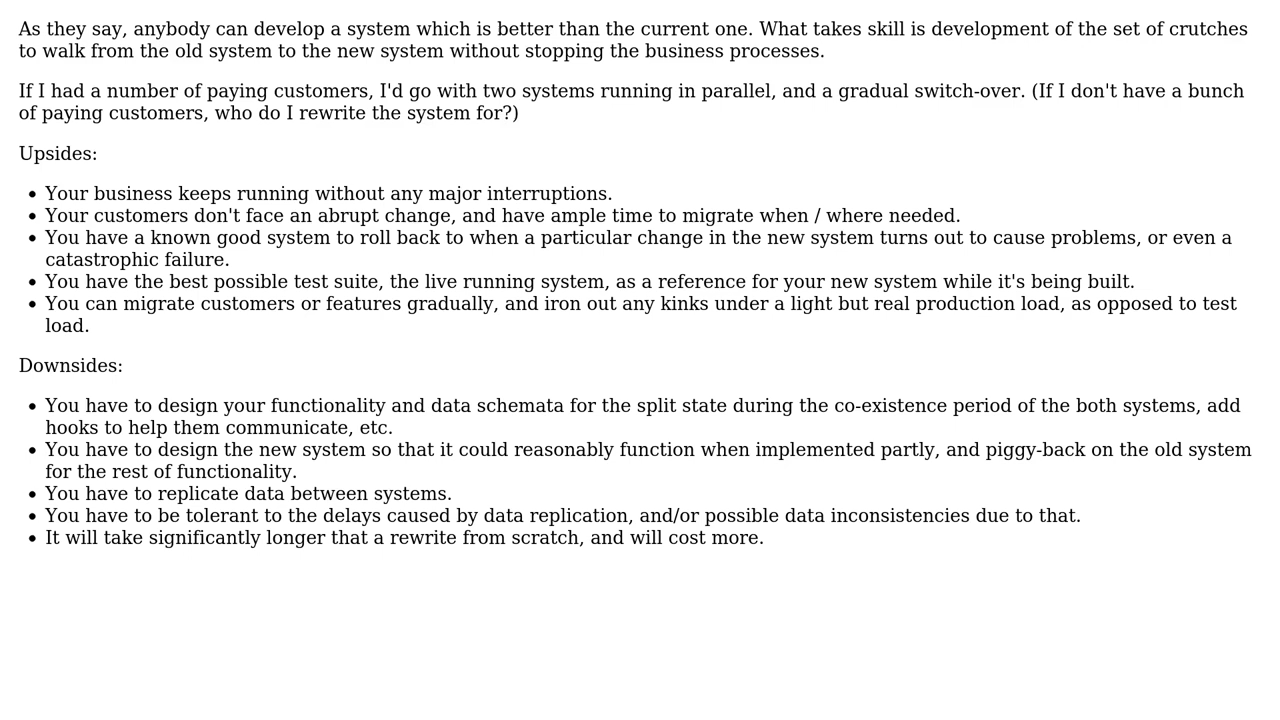 As they say, anybody can develop a system which is better than the current one. What takes skill is development of the set of crutches
to walk from the old system to the new system without stopping the business processes.
If I had a number of paying customers, I'd go with two systems running in parallel, and a gradual switch-over. (If I don't have a bunch
of paying customers, who do I rewrite the system for?)
Upsides:
• Your business keeps running without any major interruptions.
• Your customers don't face an abrupt change, and have ample time to migrate when / where needed.
• You have a known good system to roll back to when a particular change in the new system turns out to cause problems, or even a
catastrophic failure.
• You have the best possible test suite, the live running system, as a reference for your new system while it's being built.
• You can migrate customers or features gradually, and iron out any kinks under a light but real production load, as opposed to test
load.
Downsides:
• You have to design your functionality and data schemata for the split state during the co-existence period of the both systems, add
hooks to help them communicate, etc.
• You have to design the new system so that it could reasonably function when implemented partly, and piggy-back on the old system
for the rest of functionality.
• You have to replicate data between systems.
• You have to be tolerant to the delays caused by data replication, and/or possible data inconsistencies due to that.
• It will take significantly longer that a rewrite from scratch, and will cost more.